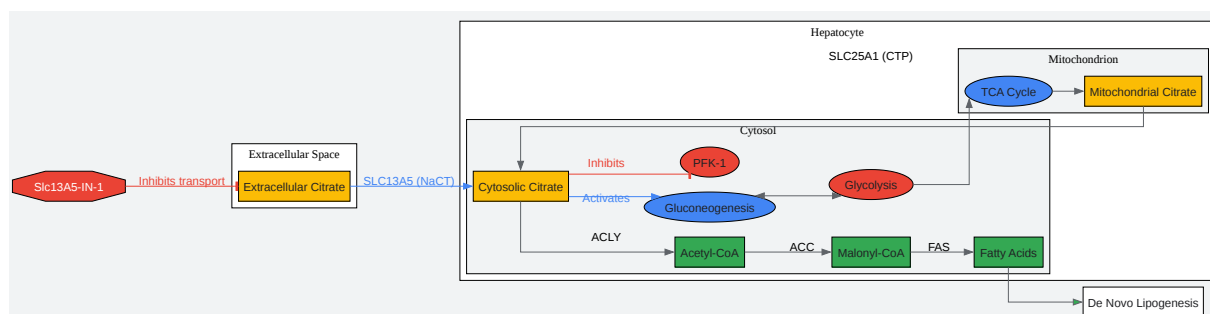 Hepatocyte
SLC25A1 (CTP)
Mitochondrion
TCA Cycle
Mitochondrial Citrate
Cytosol
Extracellular Space
Slc13A5-IN-1
Inhibits transport
Extracellular Citrate
SLC13A5 (NaCT)
Cytosolic Citrate
Inhibits
PFK-1
Activates
Gluconeogenesis
Glycolysis
ACLY
Acetyl-CoA
ACC
Malonyl-CoA
FAS
Fatty Acids
De Novo Lipogenesis